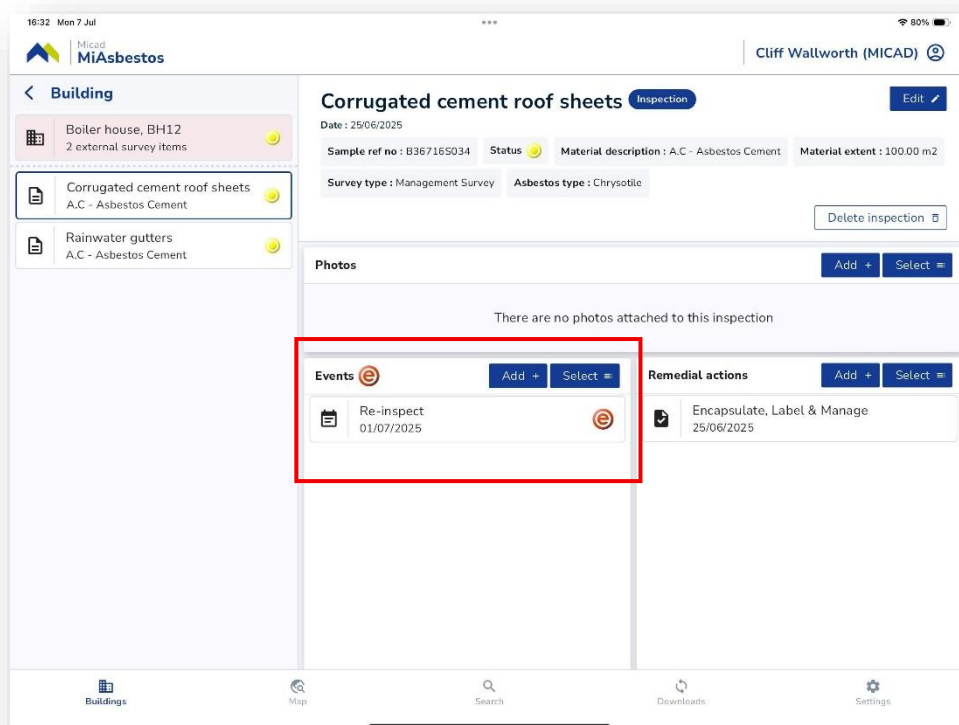 16:32 Mon 7 Jul
80%
Micad
MiAsbestos
Cliff Wallworth (MICAD)
Building
Boiler house, BH12
2 external survey items
Corrugated cement roof sheets
A.C - Asbestos Cement
Rainwater gutters
A.C - Asbestos Cement
Corrugated cement roof sheets Inspection
Edit
Date : 25/06/2025
Sample ref no : B36716S034 Status Material description : A.C - Asbestos Cement Material extent : 100.00 m2
Survey type : Management Survey Asbestos type : Chrysotile
Delete inspection
Photos Add + Select
There are no photos attached to this inspection
Events e Add + Select
Re-inspect e
01/07/2025
Remedial actions Add + Select
Encapsulate, Label & Manage
25/06/2025
Buildings Map Search Downloads Settings